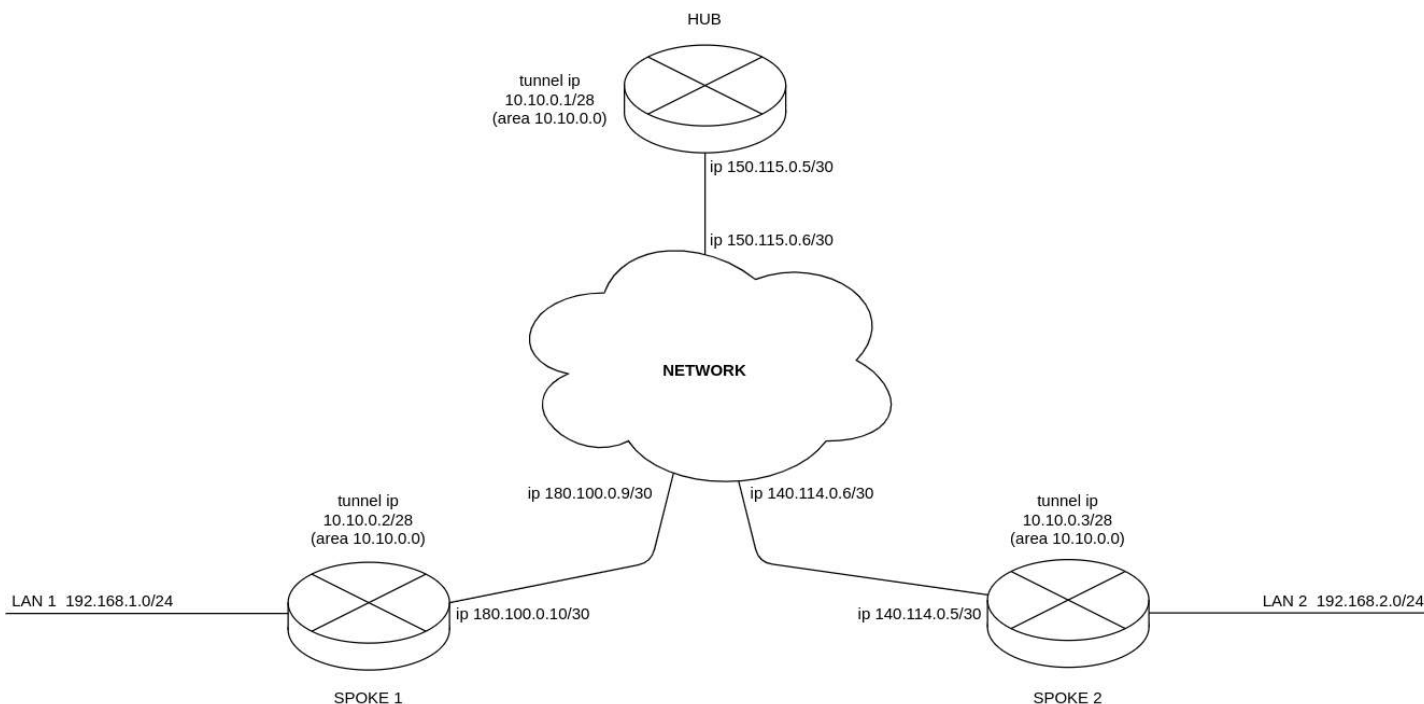 HUB
tunnel ip
10.10.0.1/28
(area 10.10.0.0)
ip 150.115.0.5/30
ip 150.115.0.6/30
NETWORK
ip 180.100.0.9/30
ip 140.114.0.6/30
tunnel ip
10.10.0.2/28
(area 10.10.0.0)
tunnel ip
10.10.0.3/28
(area 10.10.0.0)
LAN 1 192.168.1.0/24
ip 180.100.0.10/30
ip 140.114.0.5/30
LAN 2 192.168.2.0/24
SPOKE 1
SPOKE 2